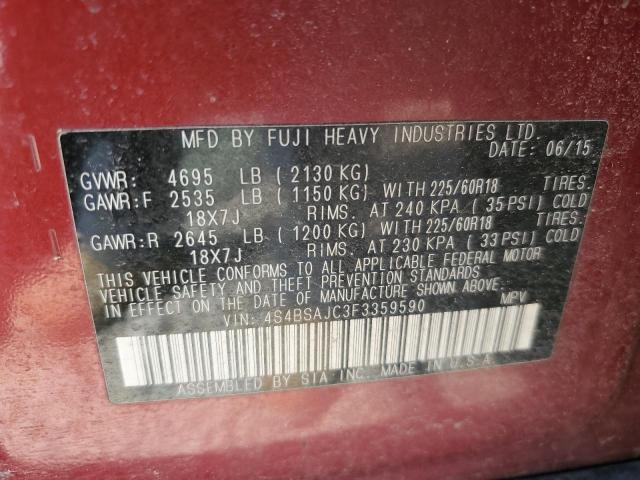 MFD BY FUJI HEAVY INDUSTRIES LTD.
DATE: 06/15
GVWR: 4695 LB (2130 KG)
GAWR:F 2535 LB (1150 KG) WITH 225/60R18 TIRES.
18X7J RIMS. AT 240 KPA (35 PSI) COLD
GAWR:R 2645 LB (1200 KG) WITH 225/60R18 TIRES.
18X7J RIMS. AT 230 KPA (33 PSI) COLD
THIS VEHICLE CONFORMS TO ALL APPLICABLE FEDERAL MOTOR
VEHICLE SAFETY AND THEFT PREVENTION STANDARDS
IN EFFECT ON THE DATE OF MANUFACTURE SHOWN ABOVE.
VIN: 4S4BSAJC3F3359590 MPV
ASSEMBLED BY SIA INC. MADE IN U.S.A